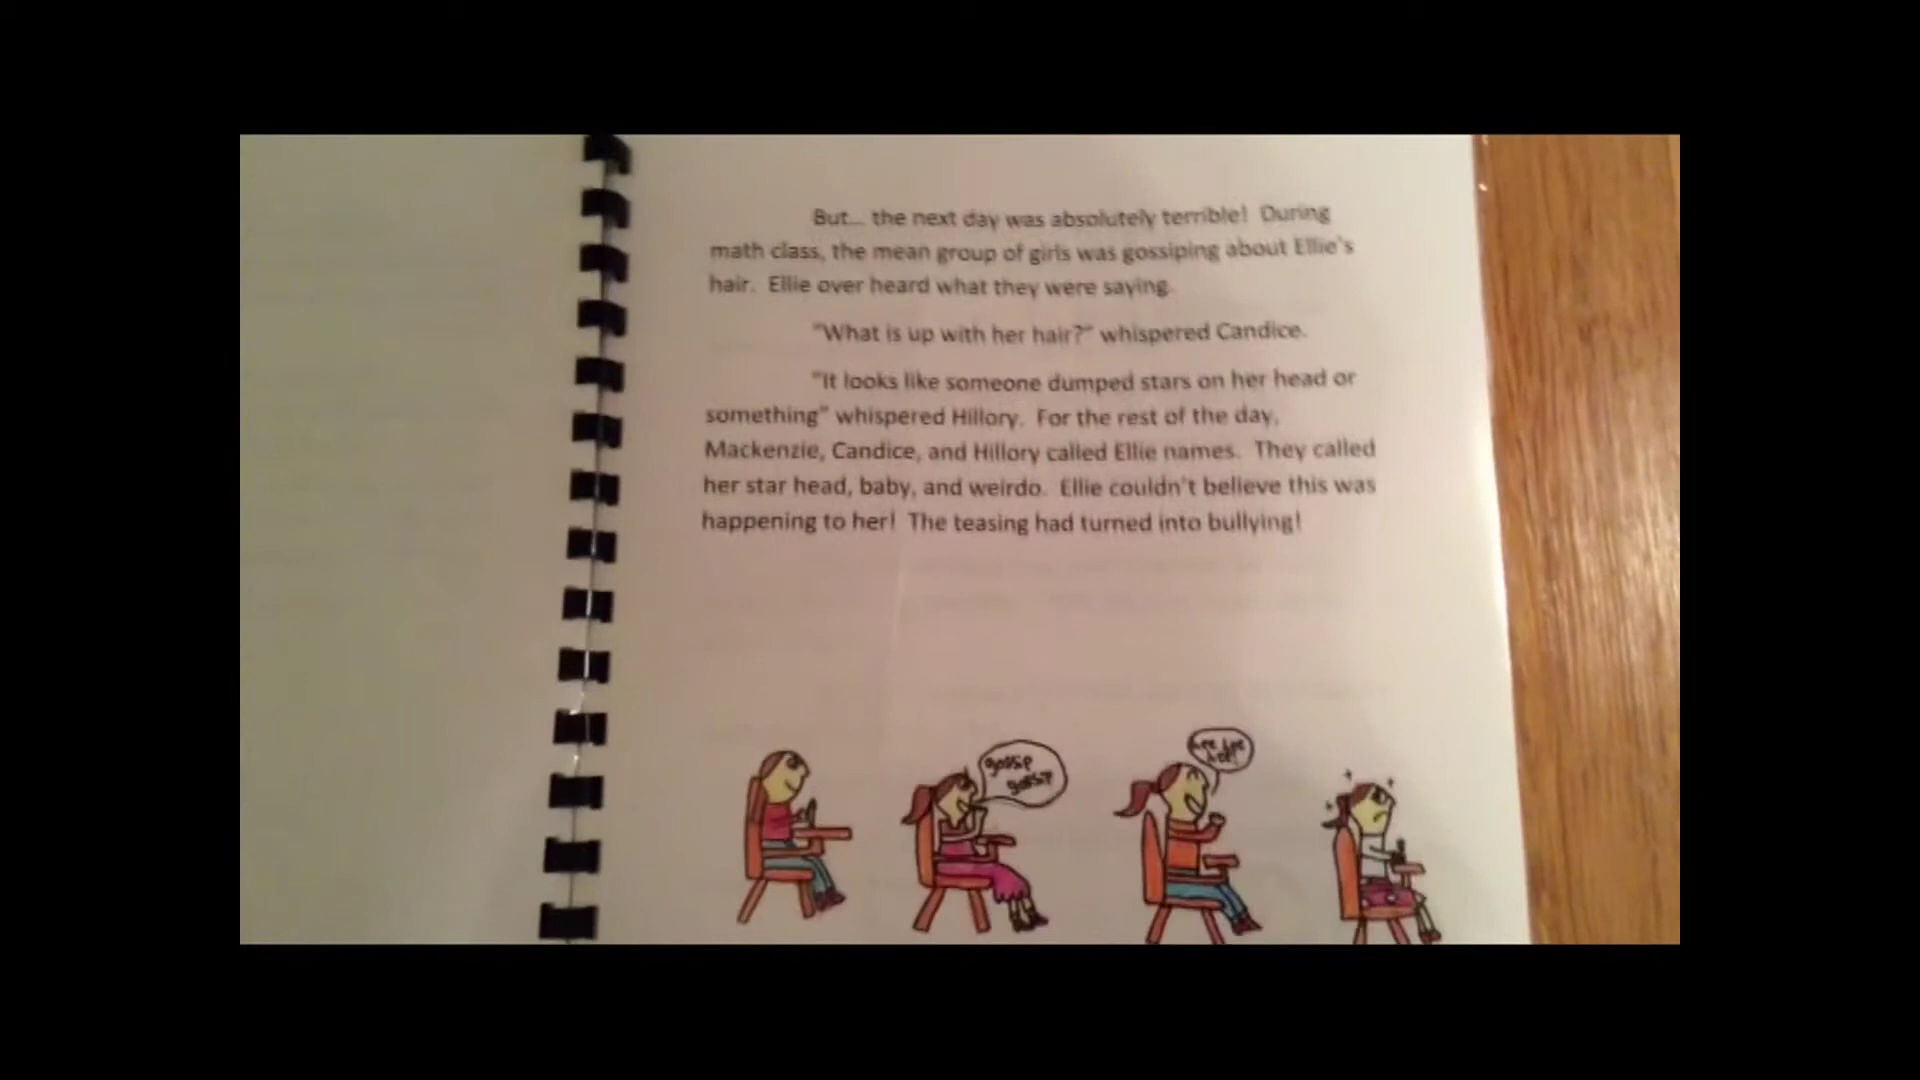 But... the next day was absolutely terrible! During
math class, the mean group of girls was gossiping about Ellie's
hair. Ellie over heard what they were saying.
"What is up with her hair?" whispered Candice.
"It looks like someone dumped stars on her head or
something" whispered Hillory. For the rest of the day,
Mackenzie, Candice, and Hillory called Ellie names. They called
her star head, baby, and weirdo. Ellie couldn't believe this was
happening to her! The teasing had turned into bullying!
gossip
gossip
hee hee